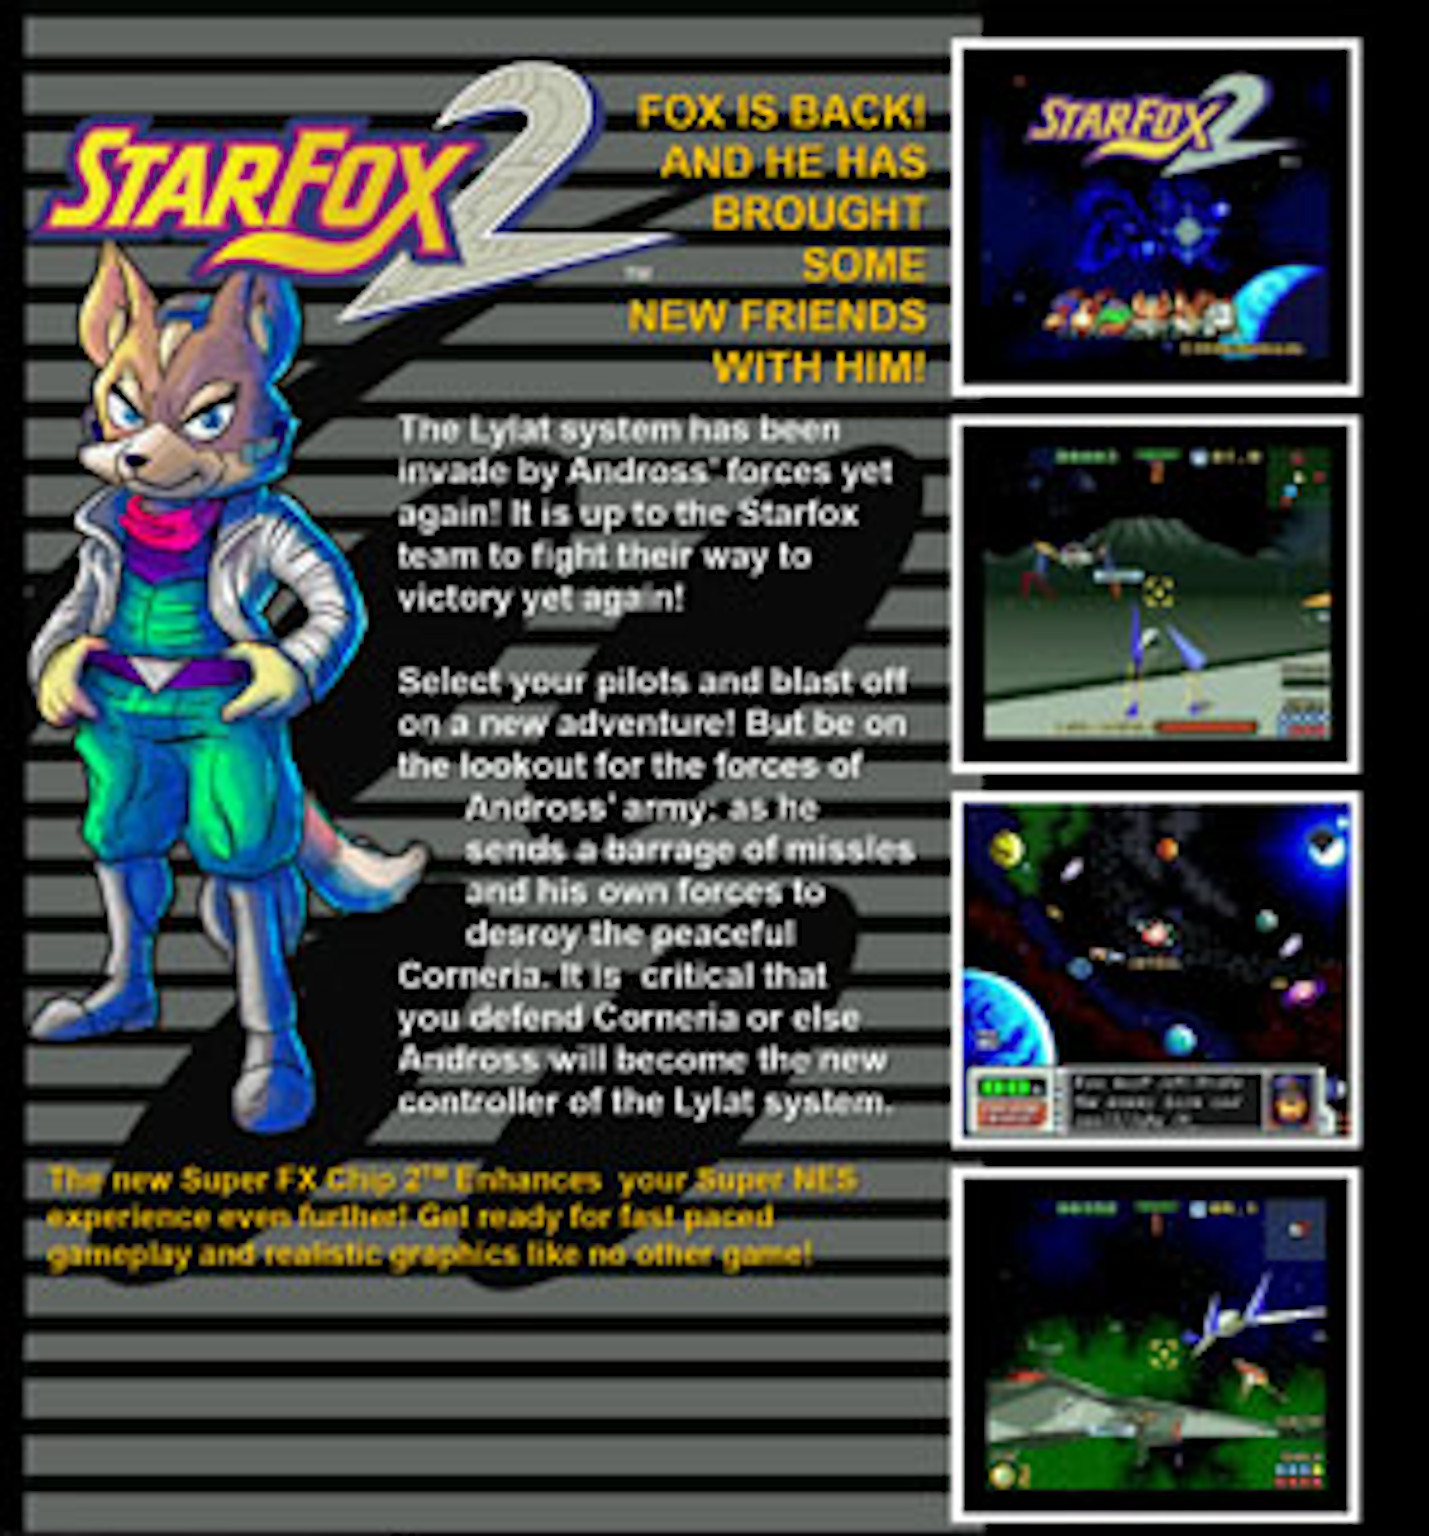 STARFOX 2
TM
FOX IS BACK!
AND HE HAS
BROUGHT
SOME
NEW FRIENDS
WITH HIM!
The Lylat system has been
invade by Andross' forces yet
again! It is up to the Starfox
team to fight their way to
victory yet again!
Select your pilots and blast off
on a new adventure! But be on
the lookout for the forces of
Andross' army: as he
sends a barrage of missles
and his own forces to
desroy the peaceful
Corneria. It is critical that
you defend Corneria or else
Andross will become the new
controller of the Lylat system.
The new Super FX Chip 2™ Enhances your Super NES
experience even further! Get ready for fast paced
gameplay and realistic graphics like no other game!
STARFOX 2